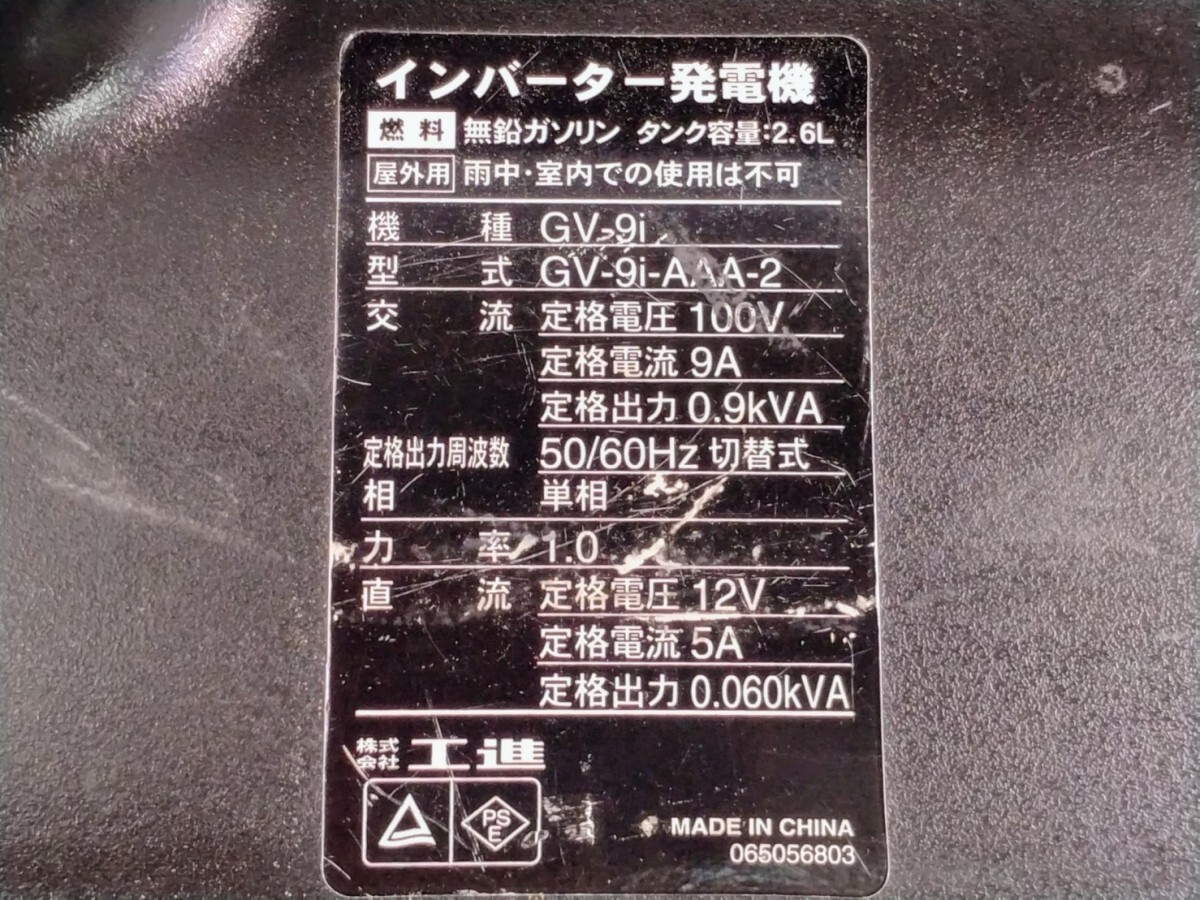 インバーター発電機
燃料 無鉛ガソリン タンク容量:2.6L
屋外用 雨中・室内での使用は不可
機種 GV-9i
型式 GV-9i-AAA-2
交流 定格電圧 100V
定格電流 9A
定格出力 0.9kVA
定格出力周波数 50/60Hz 切替式
相 単相
力率 1.0
直流 定格電圧 12V
定格電流 5A
定格出力 0.060kVA
株式会社 工進
PSE
MADE IN CHINA
065056803